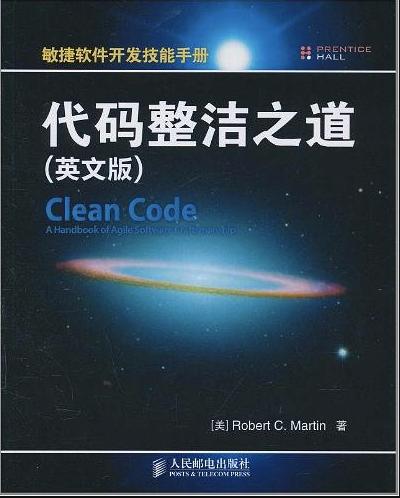 敏捷软件开发技能手册
PRENTICE
HALL
代码整洁之道
(英文版)
Clean Code
A Handbook of Agile Software Craftsmanship
[美] Robert C. Martin 著
人民邮电出版社
POSTS & TELECOM PRESS